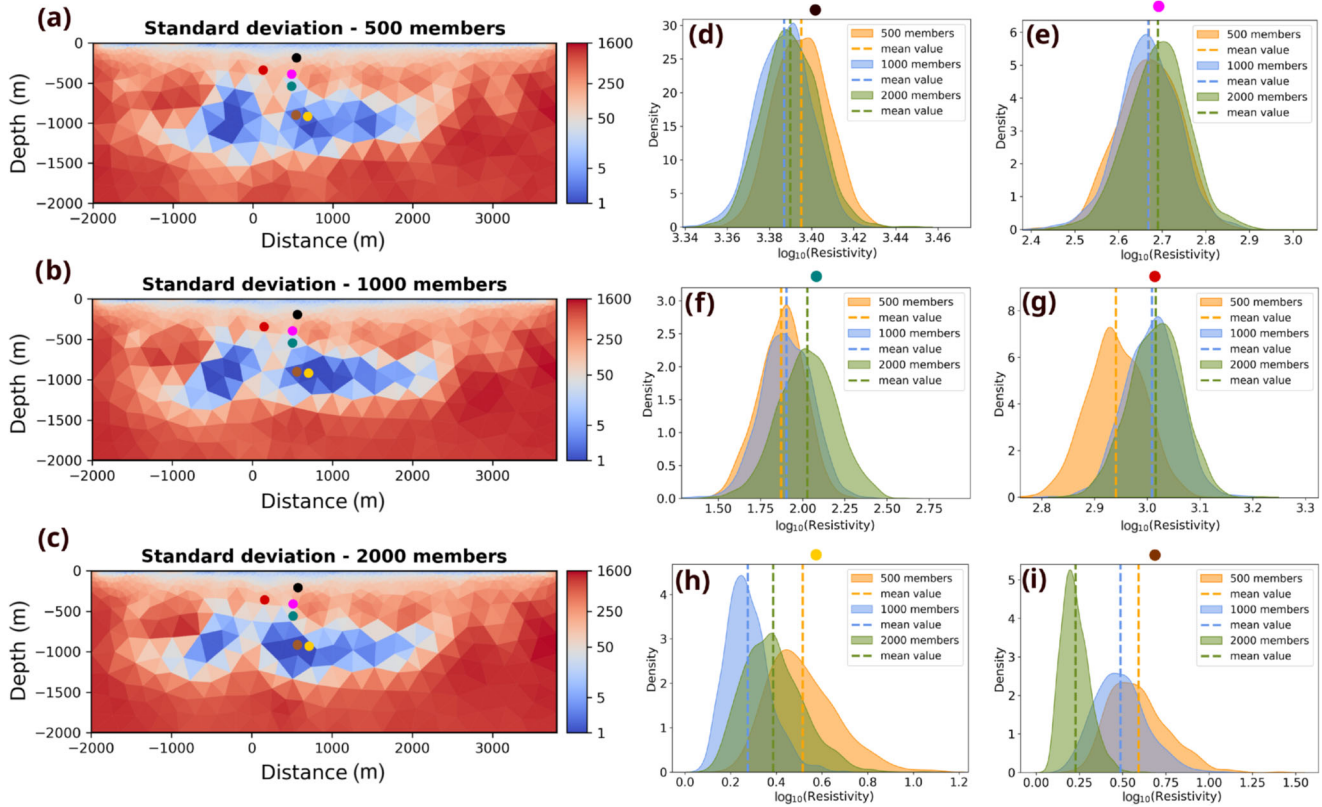 (a)
Standard deviation - 500 members
Depth (m)
0
−500
−1000
−1500
−2000
−2000 −1000 0 1000 2000 3000
Distance (m)
1600
250
50
5
1
(b)
Standard deviation - 1000 members
Depth (m)
0
−500
−1000
−1500
−2000
−2000 −1000 0 1000 2000 3000
Distance (m)
1600
250
50
5
1
(c)
Standard deviation - 2000 members
Depth (m)
0
−500
−1000
−1500
−2000
−2000 −1000 0 1000 2000 3000
Distance (m)
1600
250
50
5
1
(d)
Density
30
25
20
15
10
5
0
3.34 3.36 3.38 3.40 3.42 3.44 3.46
log10(Resistivity)
500 members
mean value
1000 members
mean value
2000 members
mean value
(e)
Density
6
5
4
3
2
1
0
2.4 2.5 2.6 2.7 2.8 2.9 3.0
log10(Resistivity)
500 members
mean value
1000 members
mean value
2000 members
mean value
(f)
Density
3.0
2.5
2.0
1.5
1.0
0.5
0.0
1.50 1.75 2.00 2.25 2.50 2.75
log10(Resistivity)
500 members
mean value
1000 members
mean value
2000 members
mean value
(g)
Density
8
6
4
2
0
2.8 2.9 3.0 3.1 3.2 3.3
log10(Resistivity)
500 members
mean value
1000 members
mean value
2000 members
mean value
(h)
Density
4
3
2
1
0
0.0 0.2 0.4 0.6 0.8 1.0 1.2
log10(Resistivity)
500 members
mean value
1000 members
mean value
2000 members
mean value
(i)
Density
5
4
3
2
1
0
0.00 0.25 0.50 0.75 1.00 1.25 1.50
log10(Resistivity)
500 members
mean value
1000 members
mean value
2000 members
mean value